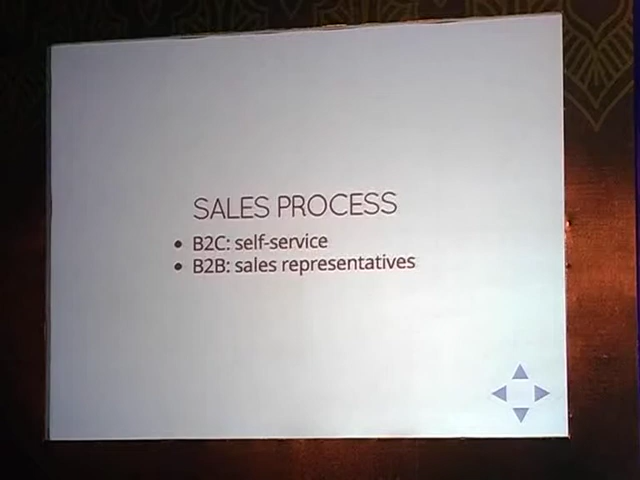 SALES PROCESS
• B2C: self-service
• B2B: sales representatives